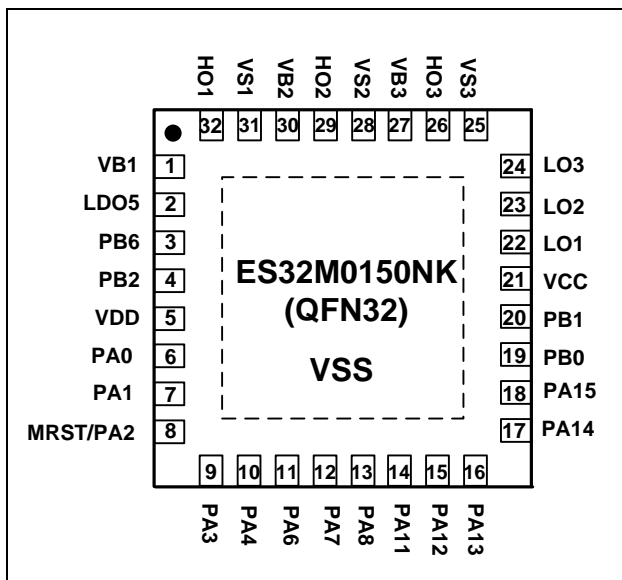 HO1 VS1 VB2 HO2 VS2 VB3 HO3 VS3
32 31 30 29 28 27 26 25
VB1 1
LDO5 2
PB6 3
PB2 4
VDD 5
PA0 6
PA1 7
MRST/PA2 8
ES32M0150NK
(QFN32)
VSS
24 LO3
23 LO2
22 LO1
21 VCC
20 PB1
19 PB0
18 PA15
17 PA14
9 10 11 12 13 14 15 16
PA3 PA4 PA6 PA7 PA8 PA11 PA12 PA13